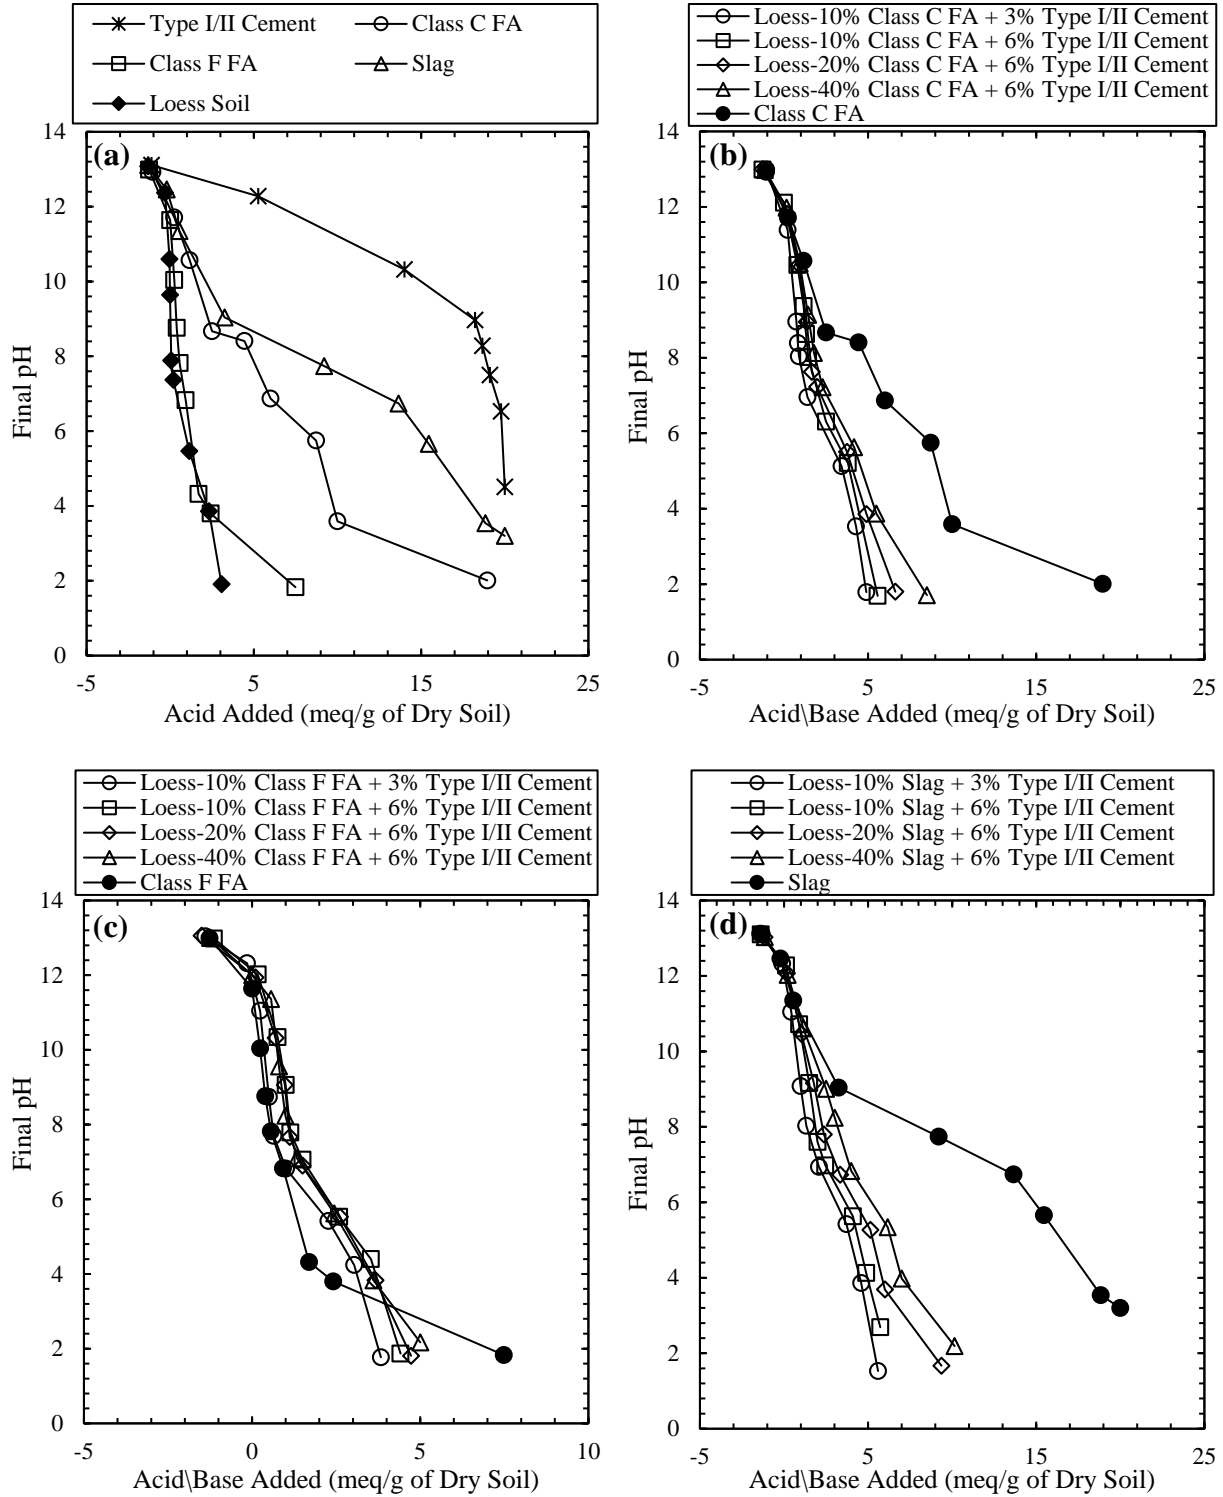 Type I/II Cement Class C FA
Class F FA Slag
Loess Soil
(a)
14
12
10
8
6
4
2
0
-5 5 15 25
Final pH
Acid Added (meq/g of Dry Soil)
Loess-10% Class C FA + 3% Type I/II Cement
Loess-10% Class C FA + 6% Type I/II Cement
Loess-20% Class C FA + 6% Type I/II Cement
Loess-40% Class C FA + 6% Type I/II Cement
Class C FA
(b)
14
12
10
8
6
4
2
0
-5 5 15 25
Final pH
Acid\Base Added (meq/g of Dry Soil)
Loess-10% Class F FA + 3% Type I/II Cement
Loess-10% Class F FA + 6% Type I/II Cement
Loess-20% Class F FA + 6% Type I/II Cement
Loess-40% Class F FA + 6% Type I/II Cement
Class F FA
(c)
14
12
10
8
6
4
2
0
-5 0 5 10
Final pH
Acid\Base Added (meq/g of Dry Soil)
Loess-10% Slag + 3% Type I/II Cement
Loess-10% Slag + 6% Type I/II Cement
Loess-20% Slag + 6% Type I/II Cement
Loess-40% Slag + 6% Type I/II Cement
Slag
(d)
14
12
10
8
6
4
2
0
-5 5 15 25
Final pH
Acid\Base Added (meq/g of Dry Soil)